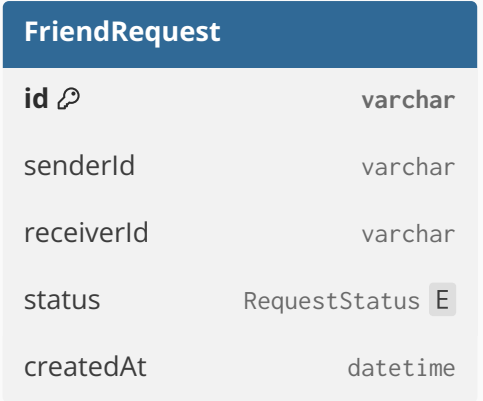 FriendRequest
id varchar
senderId varchar
receiverId varchar
status RequestStatus E
createdAt datetime